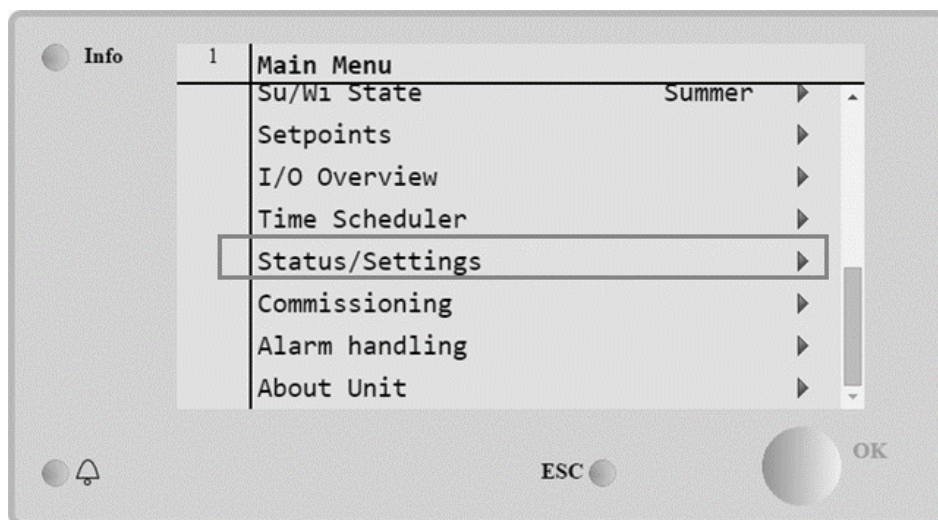 Info
1 Main Menu
Su/Wi State Summer
Setpoints
I/O Overview
Time Scheduler
Status/Settings
Commissioning
Alarm handling
About Unit
ESC
OK